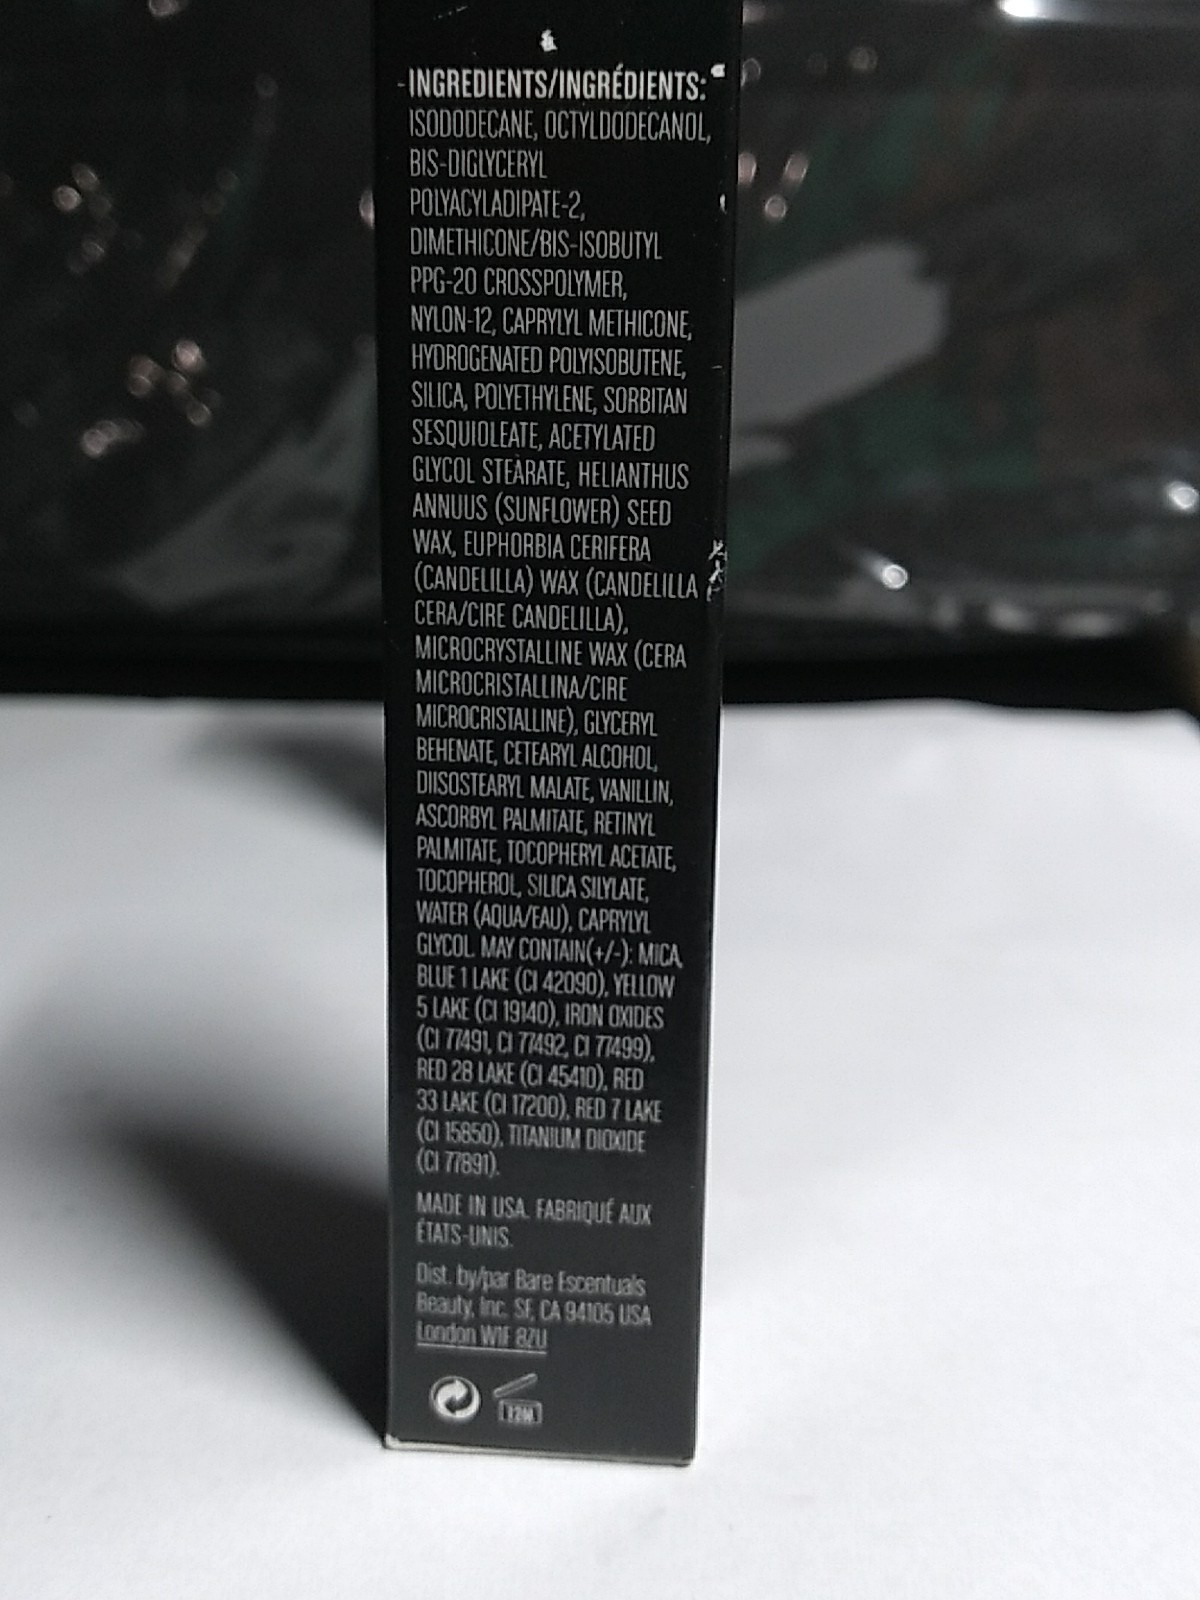 INGREDIENTS/INGRÉDIENTS:
ISODODECANE, OCTYLDODECANOL,
BIS-DIGLYCERYL
POLYACYLADIPATE-2,
DIMETHICONE/BIS-ISOBUTYL
PPG-20 CROSSPOLYMER,
NYLON-12, CAPRYLYL METHICONE,
HYDROGENATED POLYISOBUTENE,
SILICA, POLYETHYLENE, SORBITAN
SESQUIOLEATE, ACETYLATED
GLYCOL STEARATE, HELIANTHUS
ANNUUS (SUNFLOWER) SEED
WAX, EUPHORBIA CERIFERA
(CANDELILLA) WAX (CANDELILLA
CERA/CIRE CANDELILLA),
MICROCRYSTALLINE WAX (CERA
MICROCRISTALLINA/CIRE
MICROCRISTALLINE), GLYCERYL
BEHENATE, CETEARYL ALCOHOL,
DIISOSTEARYL MALATE, VANILLIN,
ASCORBYL PALMITATE, RETINYL
PALMITATE, TOCOPHERYL ACETATE,
TOCOPHEROL, SILICA SILYLATE,
WATER (AQUA/EAU), CAPRYLYL
GLYCOL. MAY CONTAIN(+/-): MICA,
BLUE 1 LAKE (CI 42090), YELLOW
5 LAKE (CI 19140), IRON OXIDES
(CI 77491, CI 77492, CI 77499),
RED 28 LAKE (CI 45410), RED
33 LAKE (CI 17200), RED 7 LAKE
(CI 15850), TITANIUM DIOXIDE
(CI 77891).
MADE IN USA. FABRIQUÉ AUX
ÉTATS-UNIS.
Dist. by/par Bare Escentuals
Beauty, Inc. SF, CA 94105 USA
London W1F 8ZU
12M